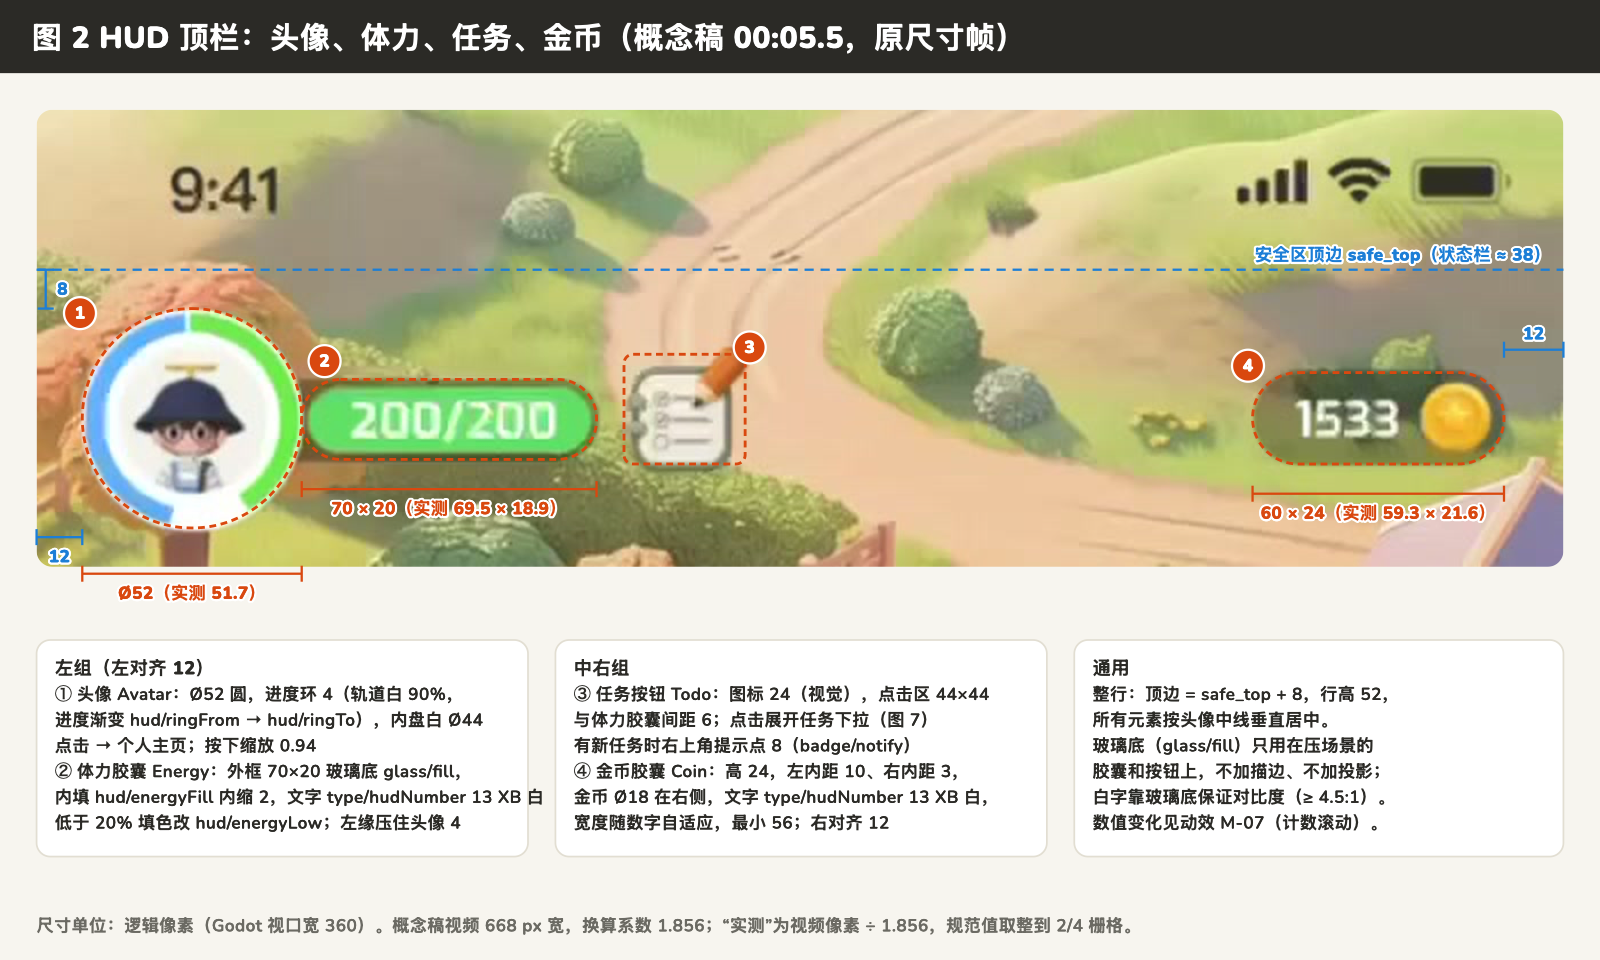 图 2 HUD 顶栏：头像、体力、任务、金币（概念稿 00:05.5，原尺寸帧）
9:41
安全区顶边 safe_top（状态栏 ≈ 38）
8
1
12
2
3
4
200/200
1533
70 × 20（实测 69.5 × 18.9）
60 × 24（实测 59.3 × 21.6）
12
Ø52（实测 51.7）
左组（左对齐 12）
① 头像 Avatar：Ø52 圆，进度环 4（轨道白 90%，
进度渐变 hud/ringFrom → hud/ringTo），内盘白 Ø44
点击 → 个人主页；按下缩放 0.94
② 体力胶囊 Energy：外框 70×20 玻璃底 glass/fill，
内填 hud/energyFill 内缩 2，文字 type/hudNumber 13 XB 白
低于 20% 填色改 hud/energyLow；左缘压住头像 4
中右组
③ 任务按钮 Todo：图标 24（视觉），点击区 44×44
与体力胶囊间距 6；点击展开任务下拉（图 7）
有新任务时右上角提示点 8（badge/notify）
④ 金币胶囊 Coin：高 24，左内距 10、右内距 3，
金币 Ø18 在右侧，文字 type/hudNumber 13 XB 白，
宽度随数字自适应，最小 56；右对齐 12
通用
整行：顶边 = safe_top + 8，行高 52，
所有元素按头像中线垂直居中。
玻璃底（glass/fill）只用在压场景的
胶囊和按钮上，不加描边、不加投影；
白字靠玻璃底保证对比度（≥ 4.5:1）。
数值变化见动效 M-07（计数滚动）。
尺寸单位：逻辑像素（Godot 视口宽 360）。概念稿视频 668 px 宽，换算系数 1.856；“实测”为视频像素 ÷ 1.856，规范值取整到 2/4 栅格。